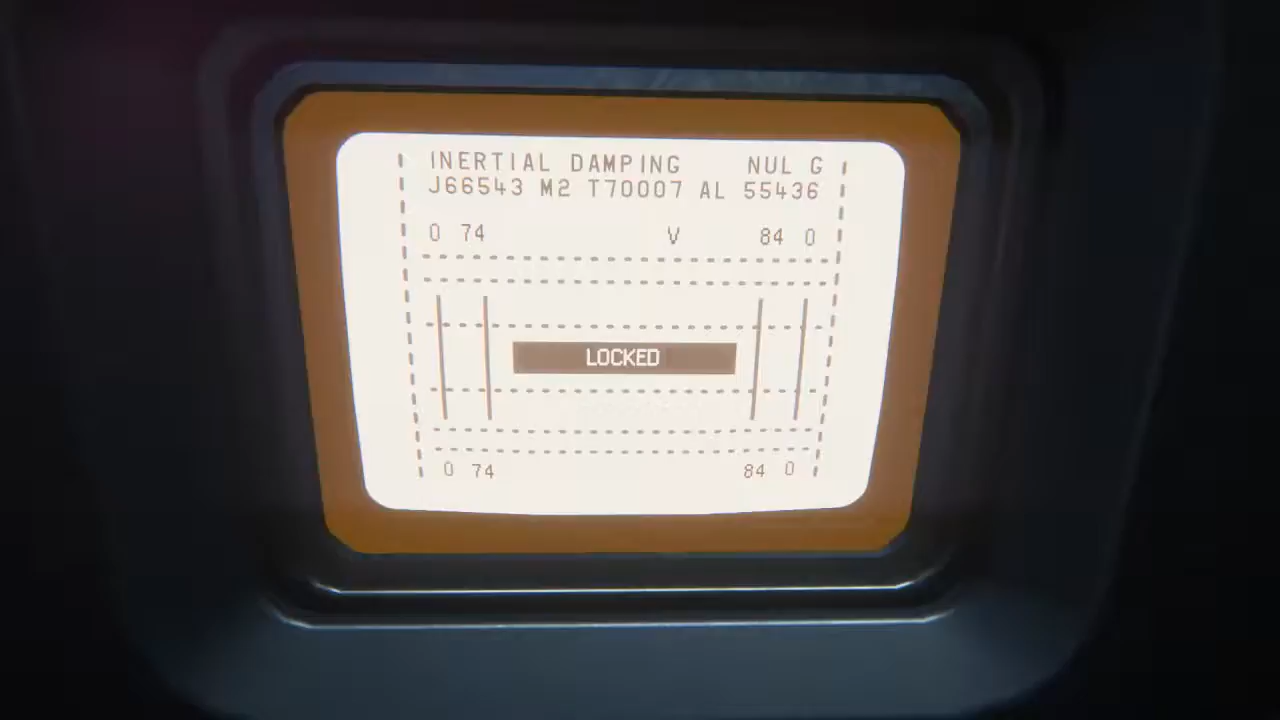 INERTIAL DAMPING NUL G
J66543 M2 T70007 AL 55436
0 74 V 84 0
LOCKED
0 74 84 0